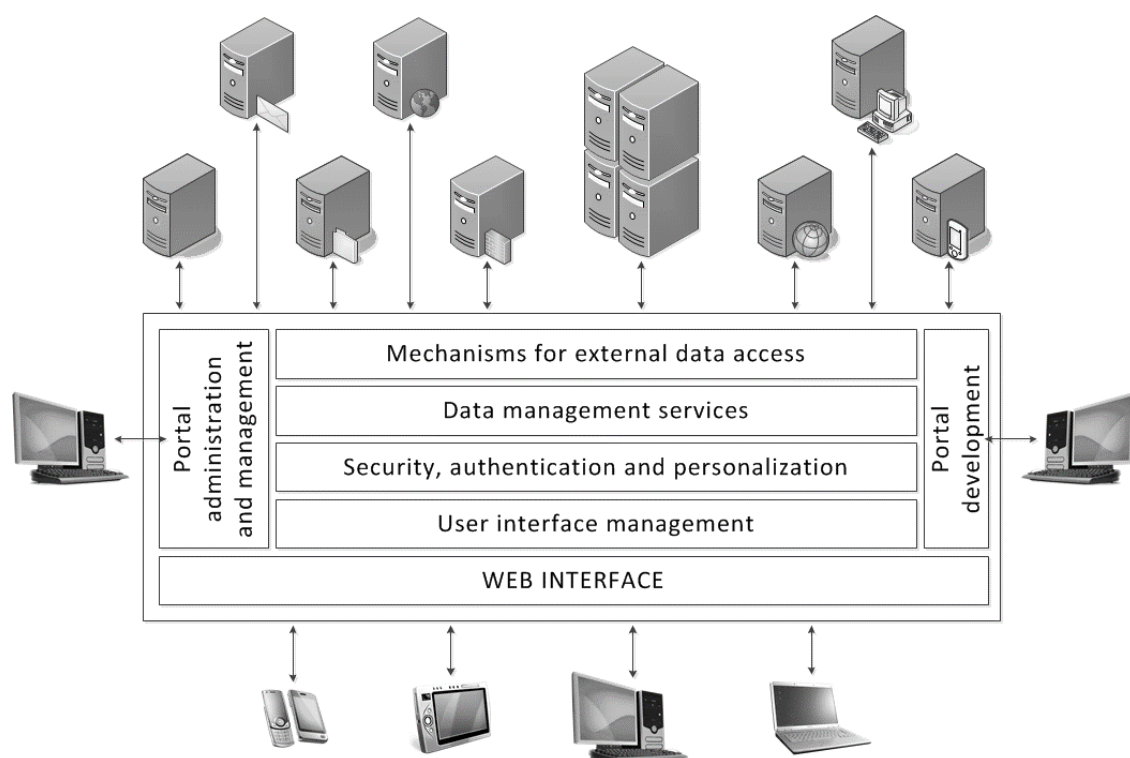 Portal
administration
and management
Mechanisms for external data access
Data management services
Security, authentication and personalization
User interface management
Portal
development
WEB INTERFACE